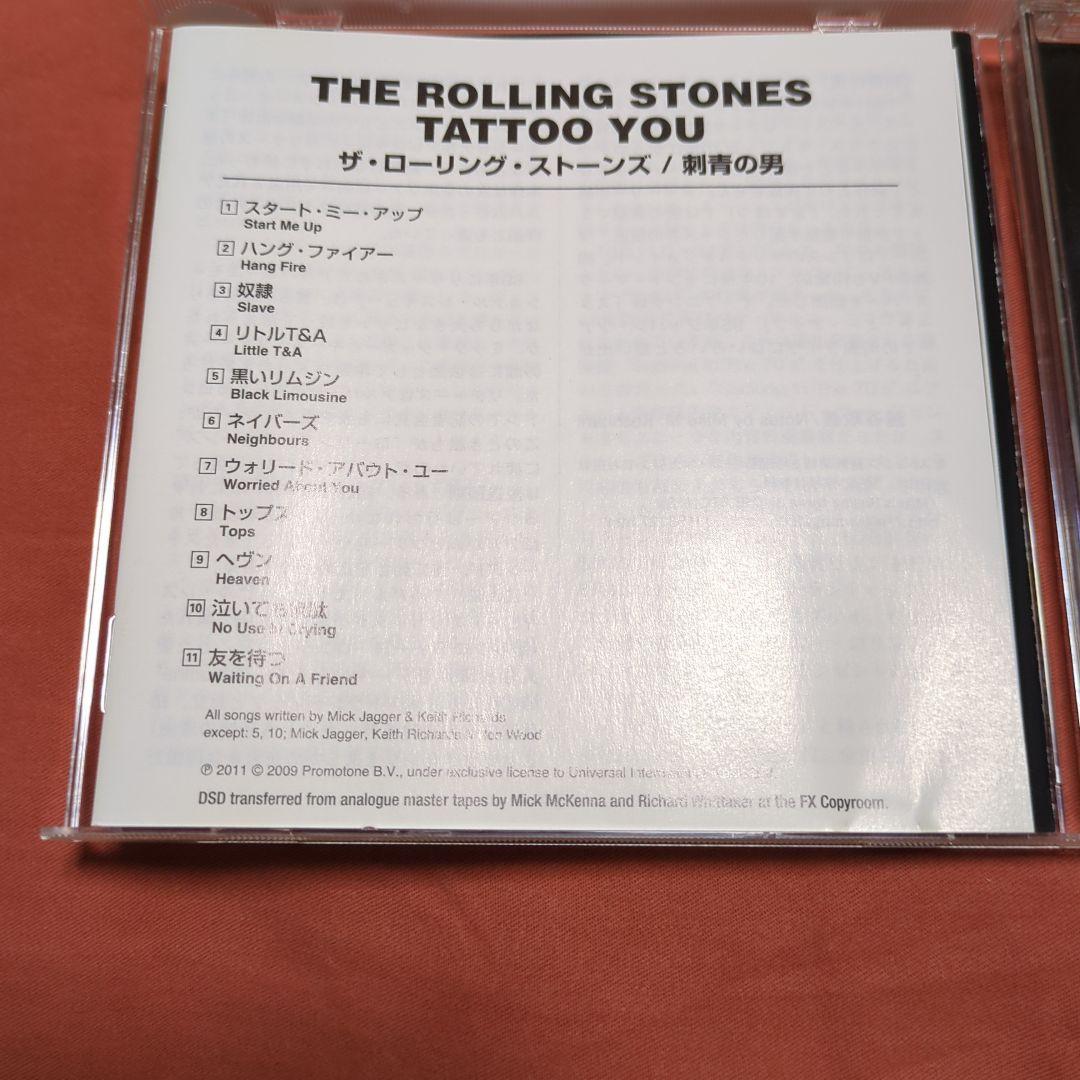 THE ROLLING STONES
TATTOO YOU
ザ・ローリング・ストーンズ / 刺青の男
1 スタート・ミー・アップ
Start Me Up
2 ハング・ファイアー
Hang Fire
3 奴隷
Slave
4 リトルT&A
Little T&A
5 黒いリムジン
Black Limousine
6 ネイバーズ
Neighbours
7 ウォリード・アバウト・ユー
Worried About You
8 トップス
Tops
9 ヘヴン
Heaven
10 泣いても
No Use In Crying
11 友を待つ
Waiting On A Friend
All songs written by Mick Jagger & Keith Richards
except: 5, 10; Mick Jagger, Keith Richards & Ron Wood
℗ 2011 © 2009 Promotone B.V., under exclusive license to Universal International
DSD transferred from analogue master tapes by Mick McKenna and Richard Whittaker at the FX Copyroom.